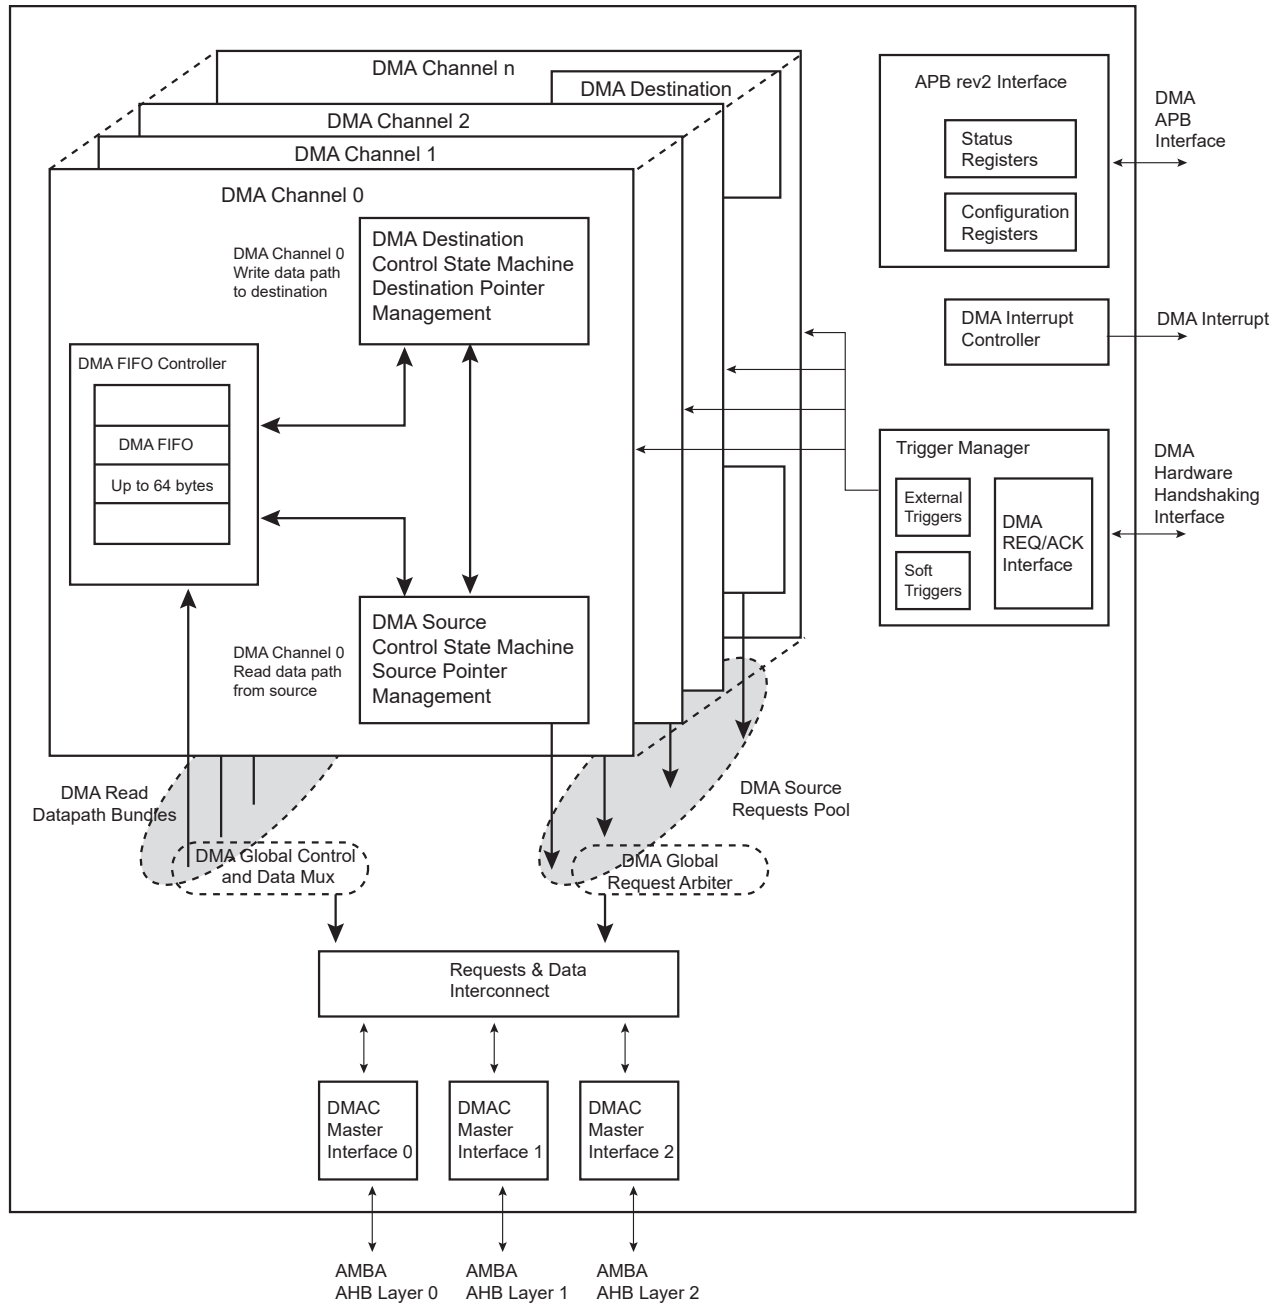 DMA Channel n
DMA Destination
DMA Channel 2
DMA Channel 1
DMA Channel 0
DMA Channel 0
Write data path
to destination
DMA Destination
Control State Machine
Destination Pointer
Management
DMA FIFO Controller
DMA FIFO
Up to 64 bytes
DMA Channel 0
Read data path
from source
DMA Source
Control State Machine
Source Pointer
Management
APB rev2 Interface
Status
Registers
Configuration
Registers
DMA
APB
Interface
DMA Interrupt
Controller
DMA Interrupt
Trigger Manager
External
Triggers
Soft
Triggers
DMA
REQ/ACK
Interface
DMA
Hardware
Handshaking
Interface
DMA Read
Datapath Bundles
DMA Source
Requests Pool
DMA Global Control
and Data Mux
DMA Global
Request Arbiter
Requests & Data
Interconnect
DMAC
Master
Interface 0
DMAC
Master
Interface 1
DMAC
Master
Interface 2
AMBA
AHB Layer 0
AMBA
AHB Layer 1
AMBA
AHB Layer 2